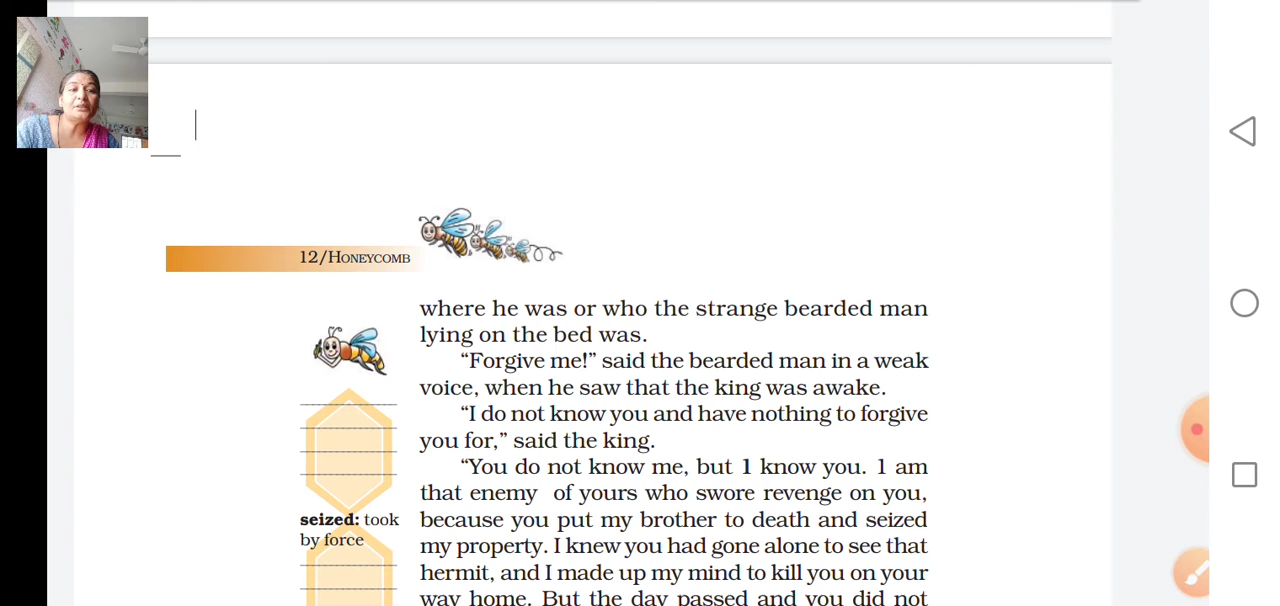 12/HONEYCOMB
where he was or who the strange bearded man
lying on the bed was.
“Forgive me!” said the bearded man in a weak
voice, when he saw that the king was awake.
“I do not know you and have nothing to forgive
you for,” said the king.
“You do not know me, but I know you. I am
that enemy of yours who swore revenge on you,
because you put my brother to death and seized
my property. I knew you had gone alone to see that
hermit, and I made up my mind to kill you on your
way home. But the day passed and you did not
seized: took
by force